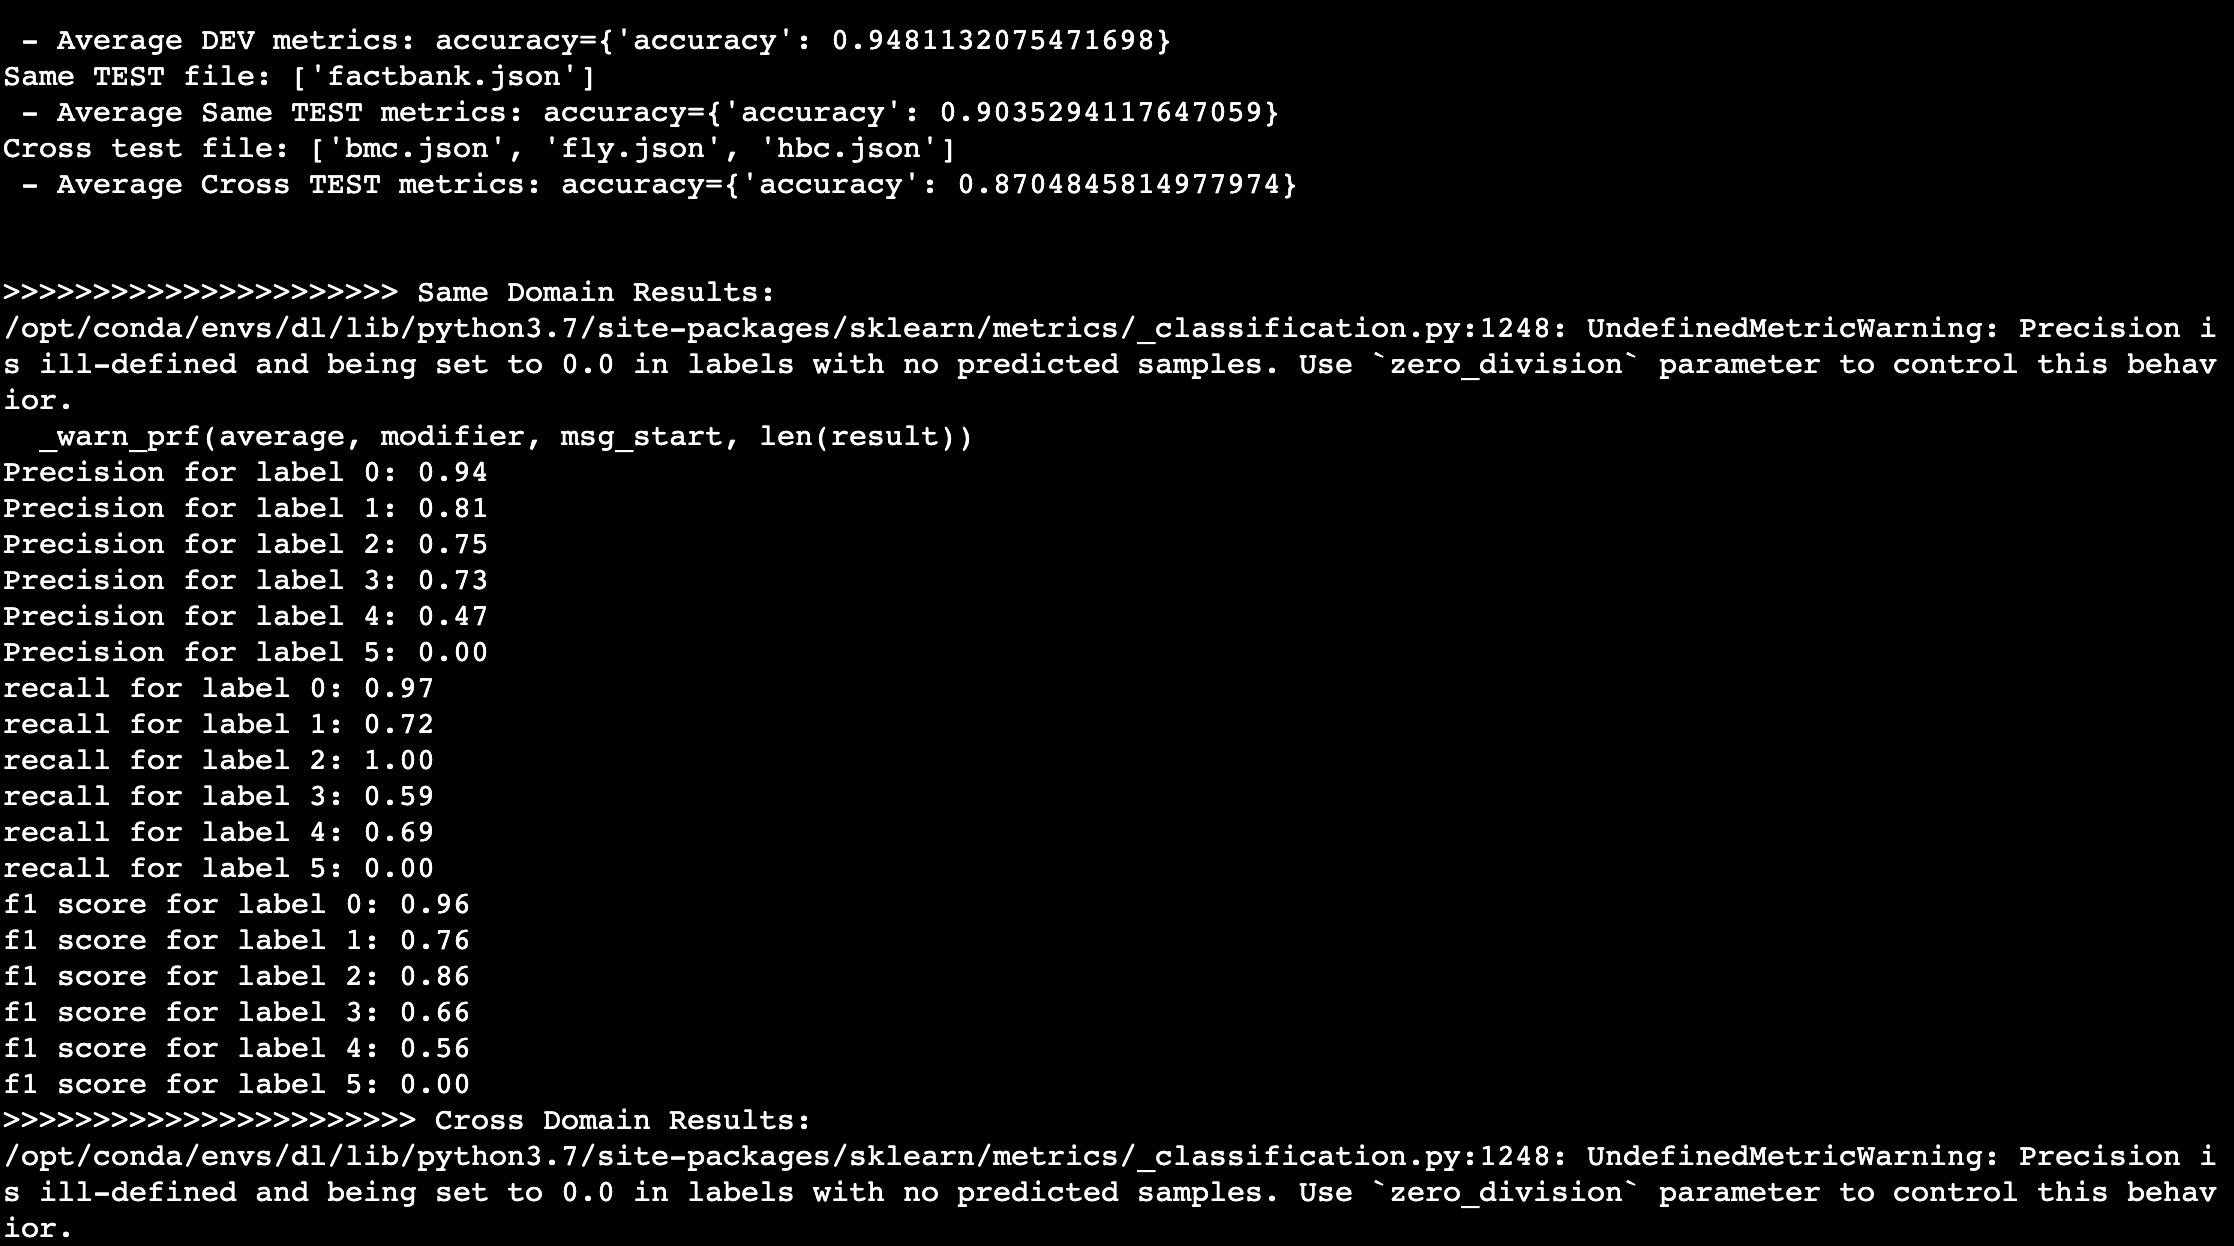 - Average DEV metrics: accuracy={'accuracy': 0.9481132075471698}
Same TEST file: ['factbank.json']
 - Average Same TEST metrics: accuracy={'accuracy': 0.9035294117647059}
Cross test file: ['bmc.json', 'fly.json', 'hbc.json']
 - Average Cross TEST metrics: accuracy={'accuracy': 0.8704845814977974}
>>>>>>>>>>>>>>>>>>>>>> Same Domain Results:
/opt/conda/envs/dl/lib/python3.7/site-packages/sklearn/metrics/_classification.py:1248: UndefinedMetricWarning: Precision i
s ill-defined and being set to 0.0 in labels with no predicted samples. Use `zero_division` parameter to control this behav
ior.
  _warn_prf(average, modifier, msg_start, len(result))
Precision for label 0: 0.94
Precision for label 1: 0.81
Precision for label 2: 0.75
Precision for label 3: 0.73
Precision for label 4: 0.47
Precision for label 5: 0.00
recall for label 0: 0.97
recall for label 1: 0.72
recall for label 2: 1.00
recall for label 3: 0.59
recall for label 4: 0.69
recall for label 5: 0.00
f1 score for label 0: 0.96
f1 score for label 1: 0.76
f1 score for label 2: 0.86
f1 score for label 3: 0.66
f1 score for label 4: 0.56
f1 score for label 5: 0.00
>>>>>>>>>>>>>>>>>>>>>>> Cross Domain Results:
/opt/conda/envs/dl/lib/python3.7/site-packages/sklearn/metrics/_classification.py:1248: UndefinedMetricWarning: Precision i
s ill-defined and being set to 0.0 in labels with no predicted samples. Use `zero_division` parameter to control this behav
ior.